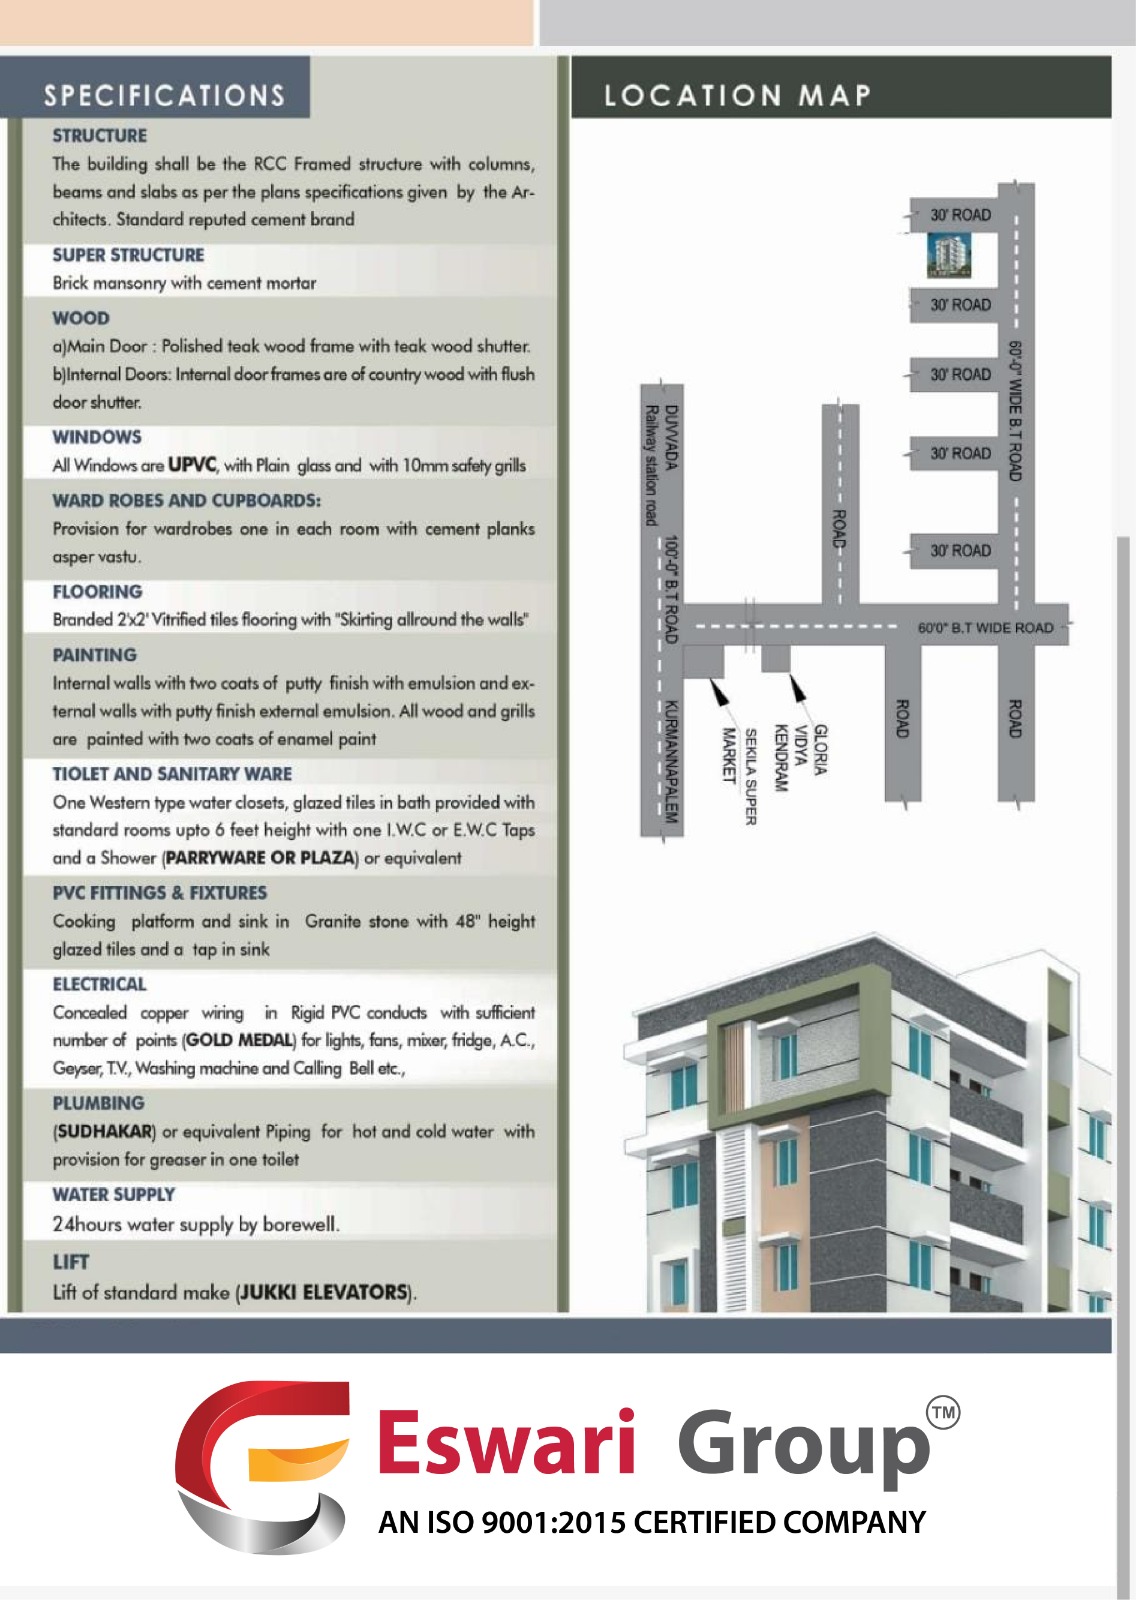 SPECIFICATIONS
STRUCTURE
The building shall be the RCC Framed structure with columns,
beams and slabs as per the plans specifications given by the Ar-
chitects. Standard reputed cement brand
SUPER STRUCTURE
Brick mansonry with cement mortar
WOOD
a)Main Door : Polished teak wood frame with teak wood shutter.
b)Internal Doors: Internal door frames are of country wood with flush
door shutter.
WINDOWS
All Windows are UPVC, with Plain glass and with 10mm safety grills
WARD ROBES AND CUPBOARDS:
Provision for wardrobes one in each room with cement planks
asper vastu.
FLOORING
Branded 2'x2' Vitrified tiles flooring with "Skirting allround the walls"
PAINTING
Internal walls with two coats of putty finish with emulsion and ex-
ternal walls with putty finish external emulsion. All wood and grills
are painted with two coats of enamel paint
TIOLET AND SANITARY WARE
One Western type water closets, glazed tiles in bath provided with
standard rooms upto 6 feet height with one I.W.C or E.W.C Taps
and a Shower (PARRYWARE OR PLAZA) or equivalent
PVC FITTINGS & FIXTURES
Cooking platform and sink in Granite stone with 48" height
glazed tiles and a tap in sink
ELECTRICAL
Concealed copper wiring in Rigid PVC conducts with sufficient
number of points (GOLD MEDAL) for lights, fans, mixer, fridge, A.C.,
Geyser, T.V., Washing machine and Calling Bell etc.,
PLUMBING
(SUDHAKAR) or equivalent Piping for hot and cold water with
provision for greaser in one toilet
WATER SUPPLY
24hours water supply by borewell.
LIFT
Lift of standard make (JUKKI ELEVATORS).
LOCATION MAP
30' ROAD
30' ROAD
30' ROAD
30' ROAD
30' ROAD
60'-0" WIDE B.T ROAD
DUVVADA
Railway station road
100'-0" B.T ROAD
KURMANNAPALEM
ROAD
60'0" B.T WIDE ROAD
ROAD
ROAD
GLORIA
VIDYA
KENDRAM
SEKILA SUPER
MARKET
Eswari Group TM
AN ISO 9001:2015 CERTIFIED COMPANY